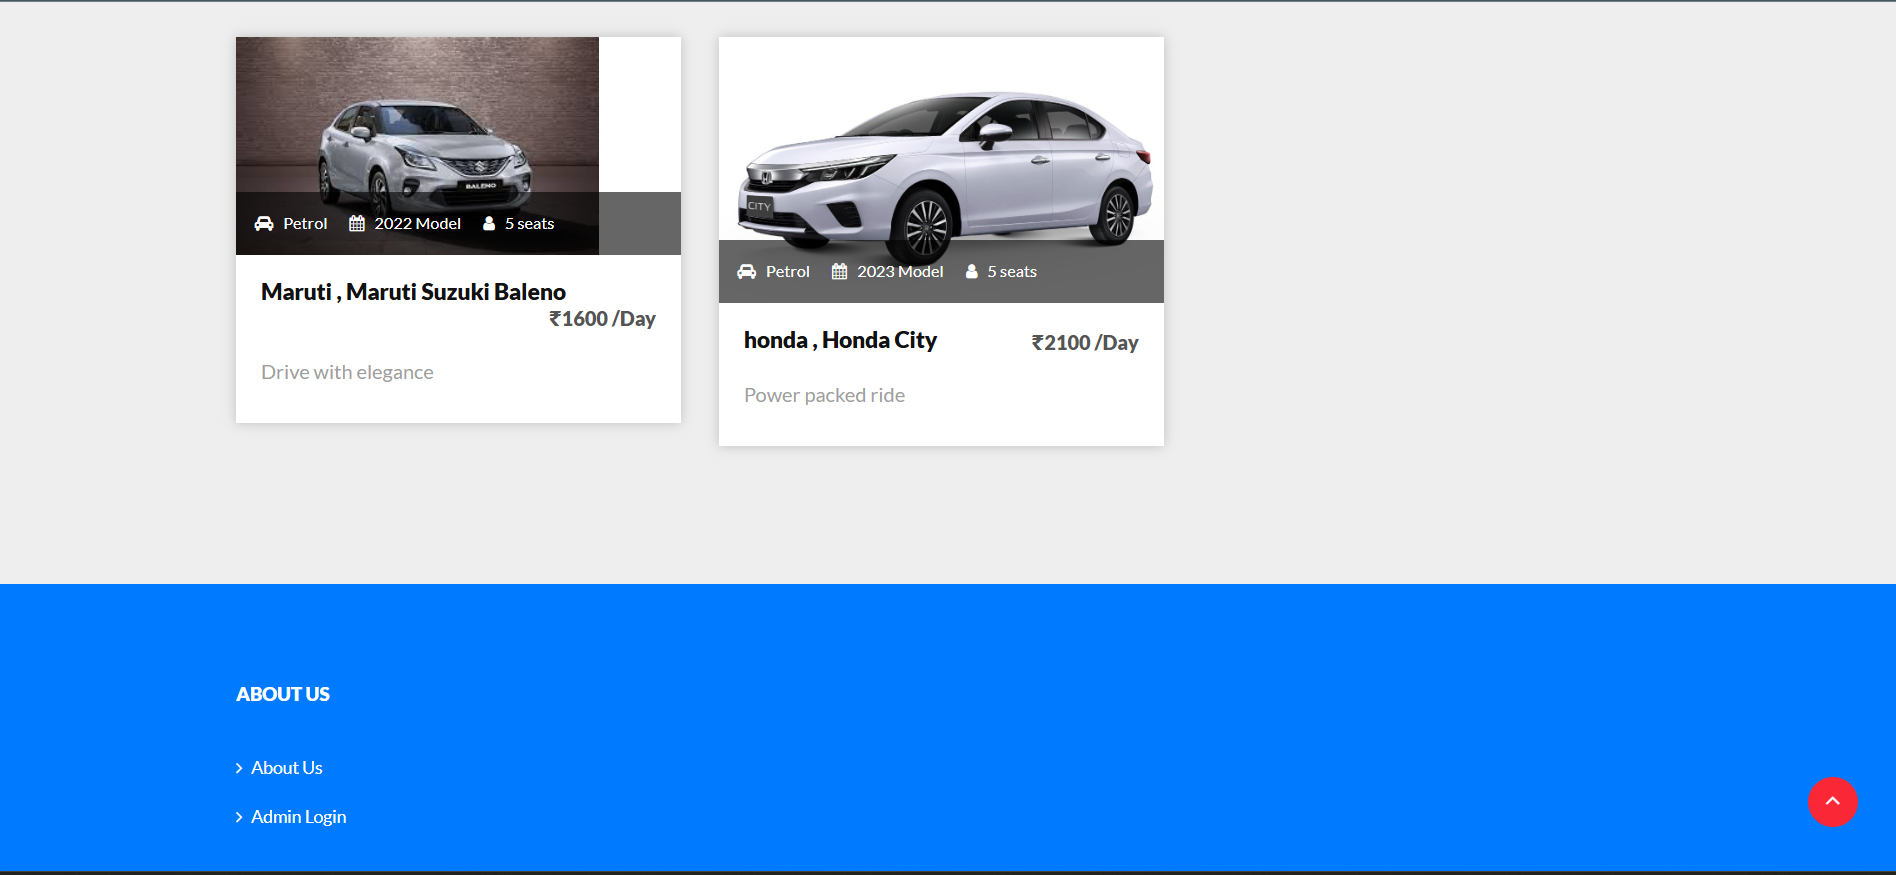 BALENO
Petrol 2022 Model 5 seats
Maruti , Maruti Suzuki Baleno
₹1600 /Day
Drive with elegance
CITY
Petrol 2023 Model 5 seats
honda , Honda City ₹2100 /Day
Power packed ride
ABOUT US
About Us
Admin Login